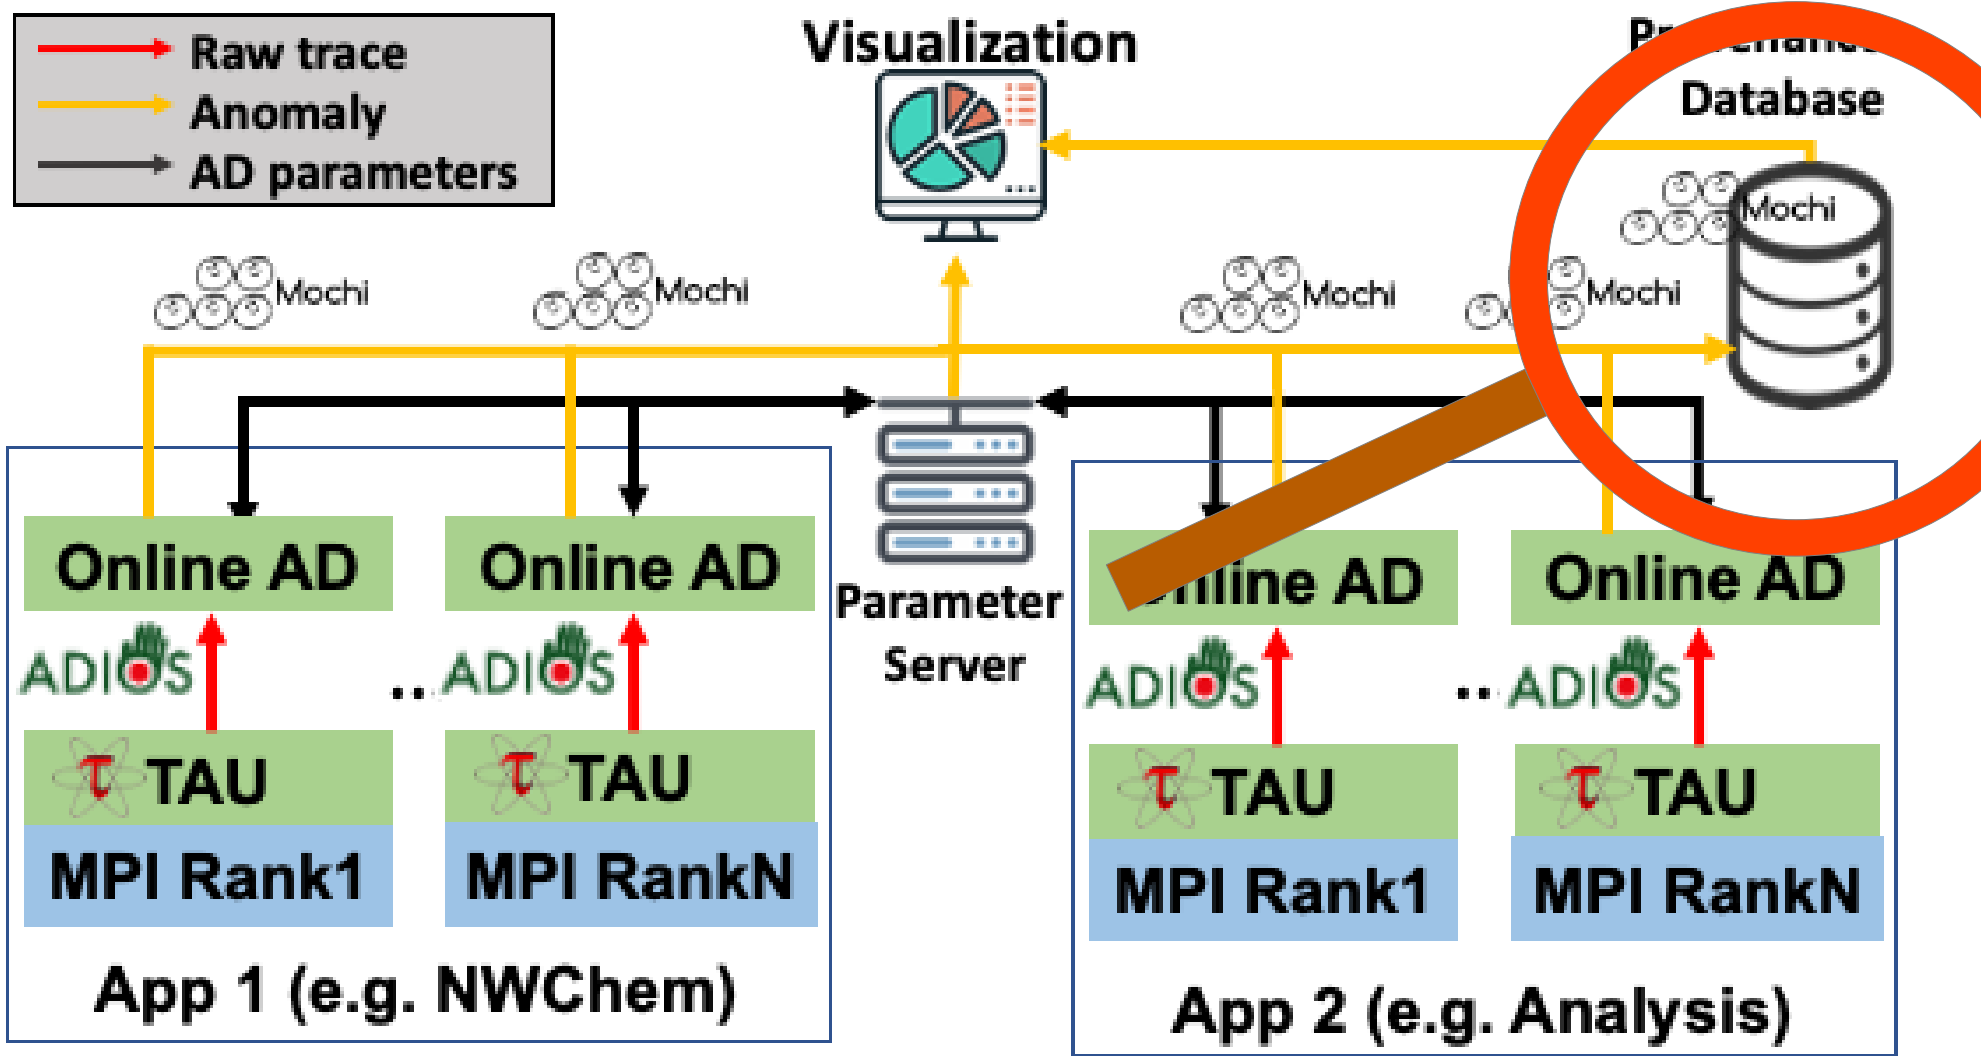 Raw trace
Anomaly
AD parameters
Visualization
Database
Mochi
Mochi
Mochi
Mochi
Mochi
Parameter
Server
Online AD
Online AD
AD
Online AD
ADIOS
..
ADIOS
ADIOS
..
ADIOS
τ TAU
τ TAU
τ TAU
τ TAU
MPI Rank1
MPI RankN
MPI Rank1
MPI RankN
App 1 (e.g. NWChem)
App 2 (e.g. Analysis)